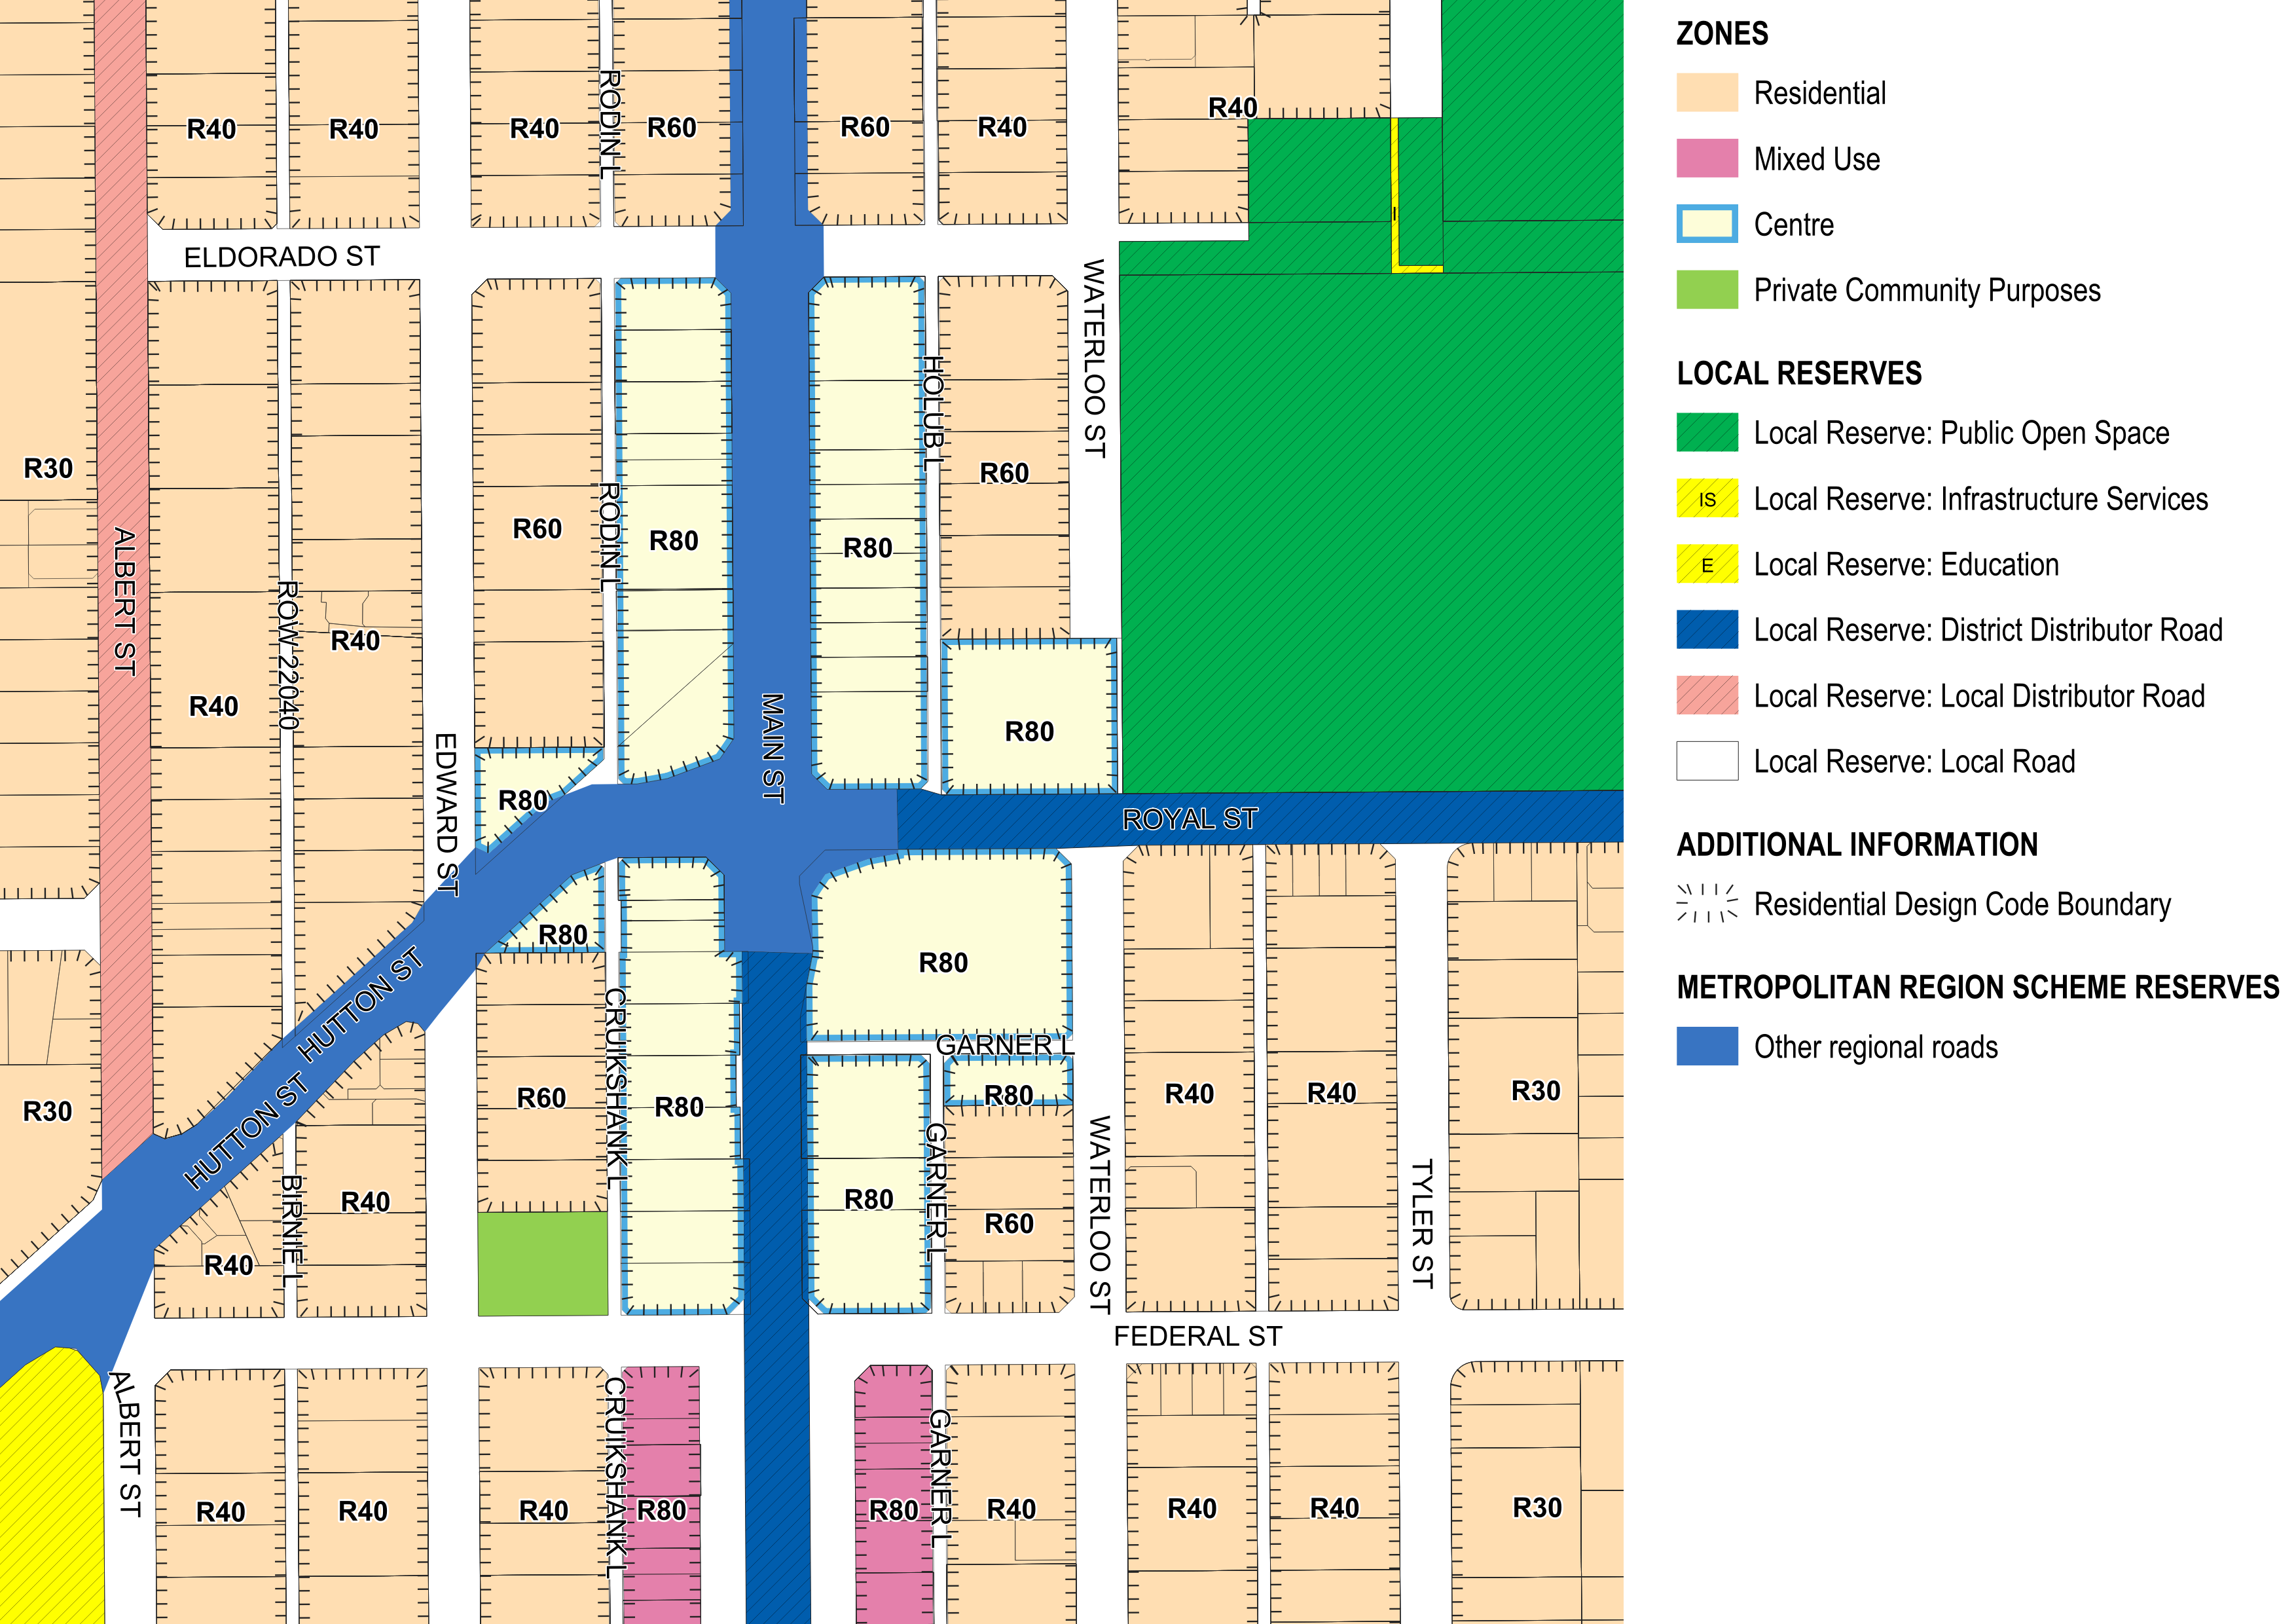 R40
R40
R40
RODIN L
R60
R60
R40
R40
ELDORADO ST
I
R30
ALBERT ST
ROW 22040
R40
R40
EDWARD ST
R60
RODIN L
R80
MAIN ST
R80
HOLUB L
R60
WATERLOO ST
R80
R80
ROYAL ST
R80
R80
HUTTON ST
HUTTON ST
R30
R60
CRUIKSHANK L
R80
GARNER L
R80
R80
GARNER L
R60
WATERLOO ST
R40
R40
TYLER ST
R30
R40
BIRNIE L
R40
FEDERAL ST
ALBERT ST
R40
R40
R40
CRUIKSHANK L
R80
R80
GARNER L
R40
R40
R40
R30
ZONES
Residential
Mixed Use
Centre
Private Community Purposes
LOCAL RESERVES
Local Reserve: Public Open Space
IS
Local Reserve: Infrastructure Services
E
Local Reserve: Education
Local Reserve: District Distributor Road
Local Reserve: Local Distributor Road
Local Reserve: Local Road
ADDITIONAL INFORMATION
Residential Design Code Boundary
METROPOLITAN REGION SCHEME RESERVES
Other regional roads